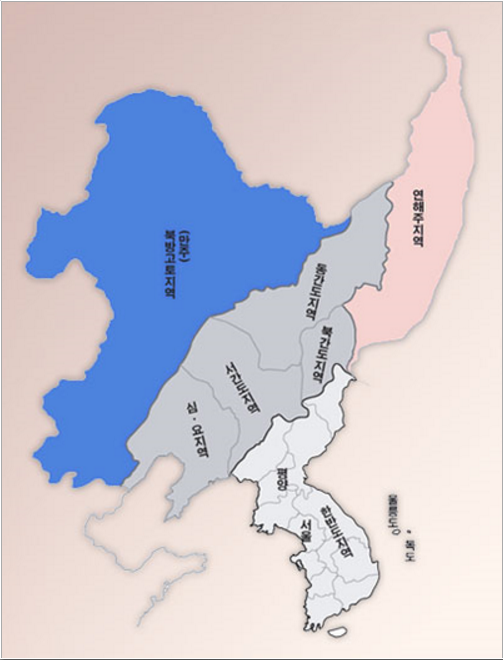 연해주지역
(만주)
북방고토지역
동간도지역
북간도지역
서간도지역
심·요지역
평양
서울
한반도지역
울릉도
독도